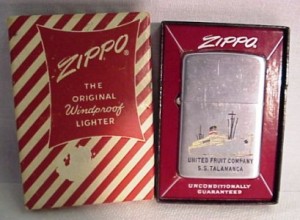 ZIPPO
THE
ORIGINAL
Windproof
LIGHTER
ZIPPO
UNITED FRUIT COMPANY
S.S. TALAMANCA
UNCONDITIONALLY
GUARANTEED